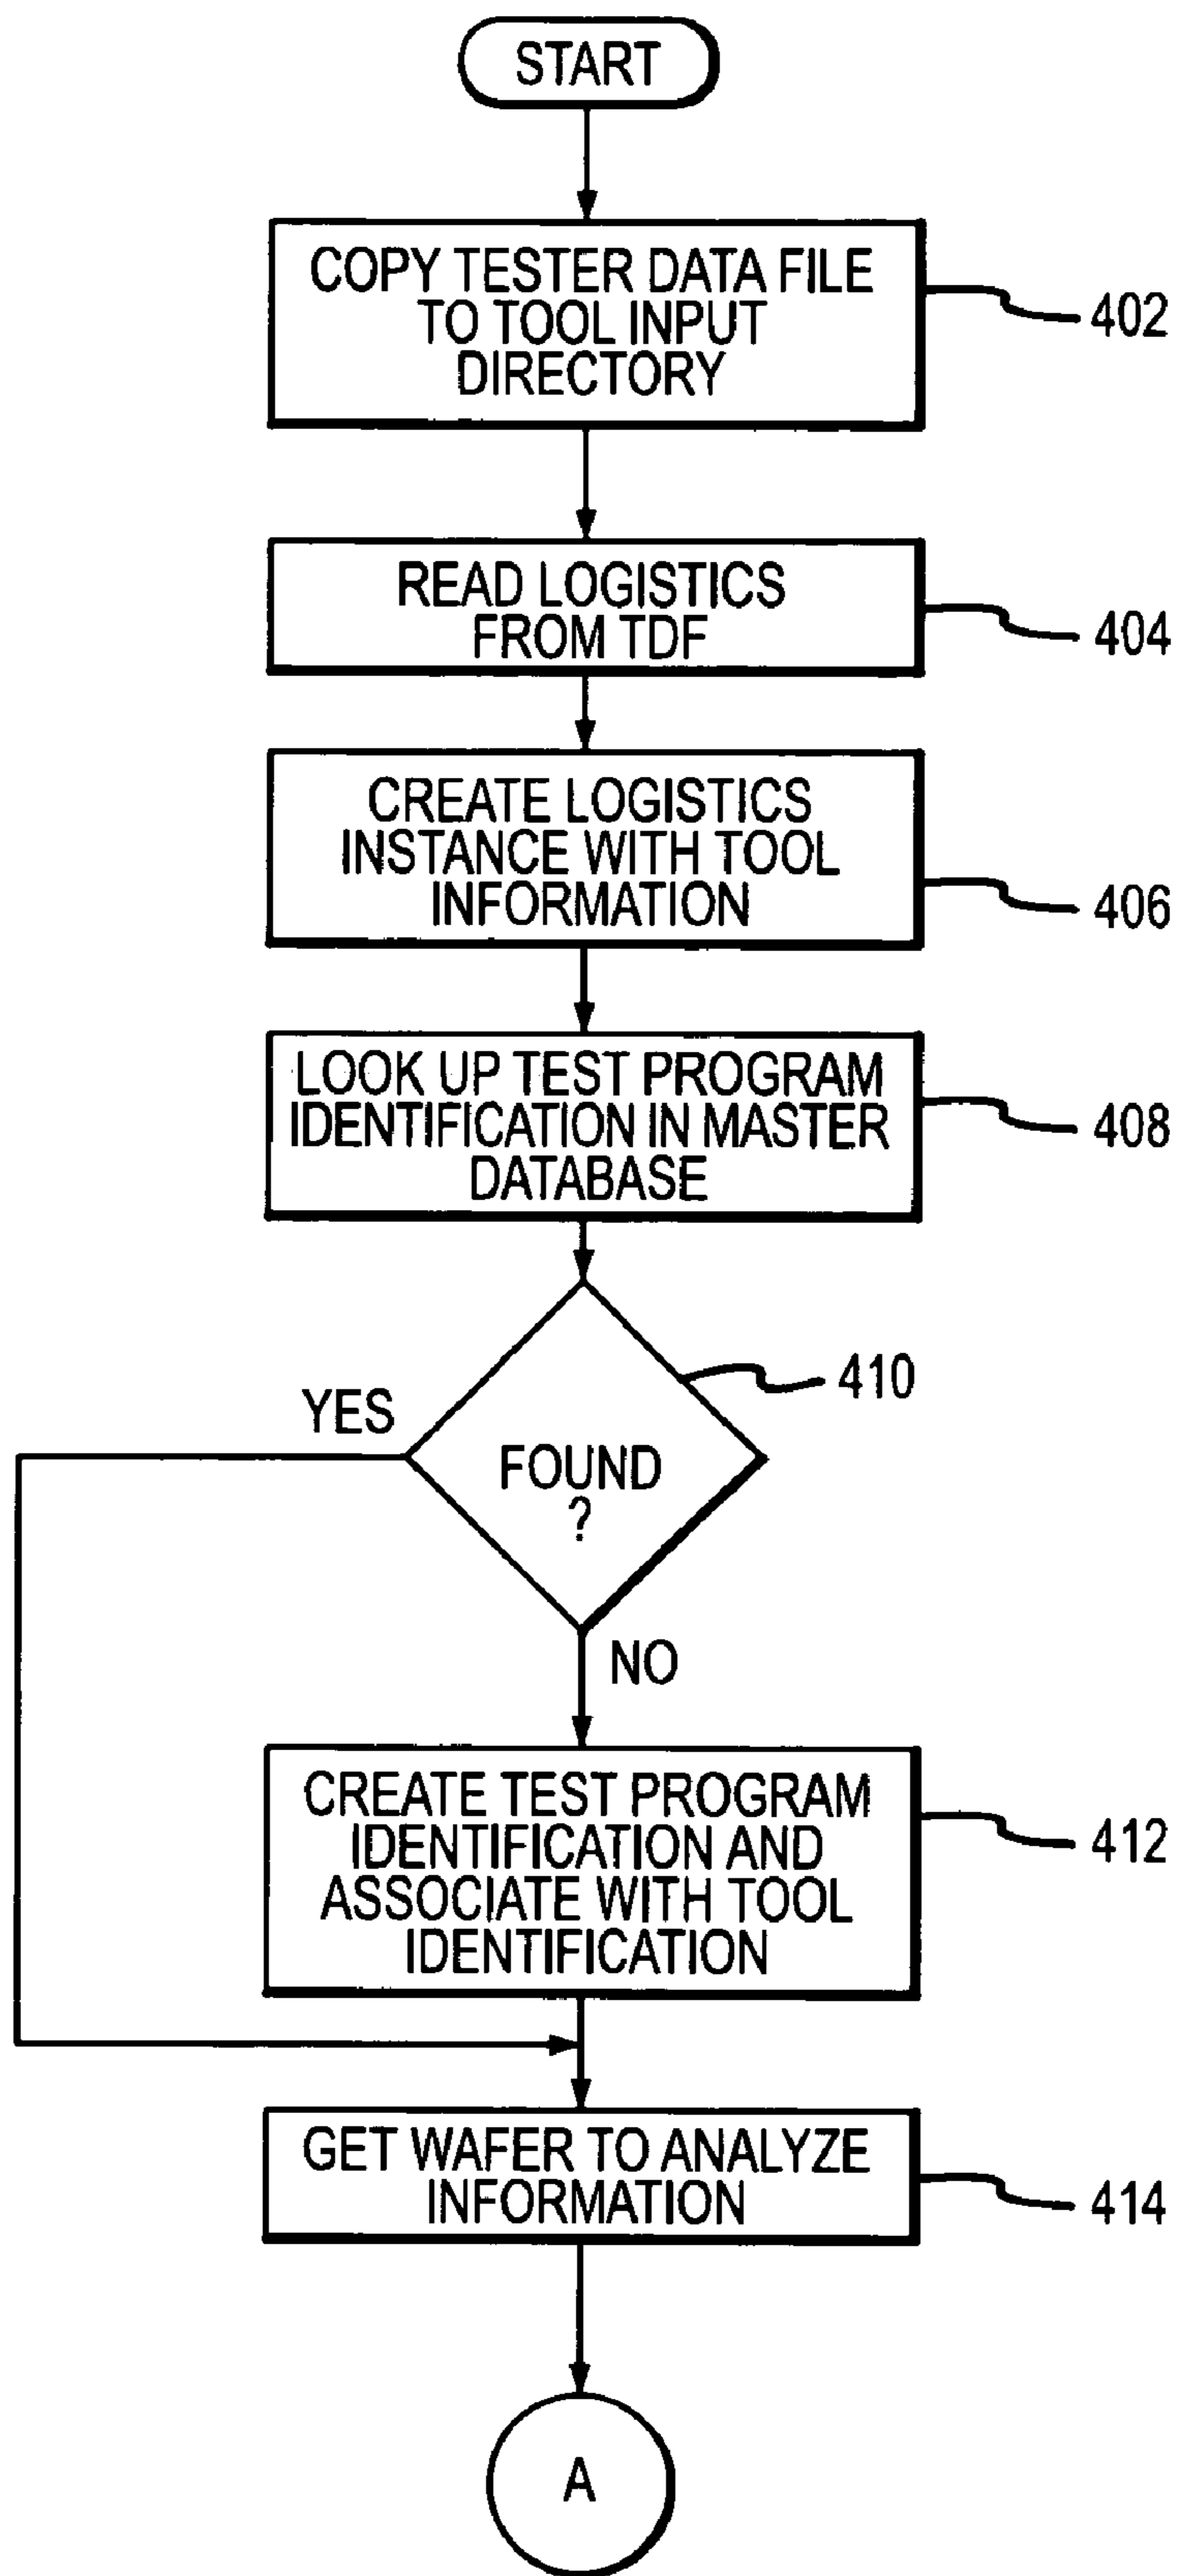 START
COPY TESTER DATA FILE
TO TOOL INPUT
DIRECTORY
402
READ LOGISTICS
FROM TDF
404
CREATE LOGISTICS
INSTANCE WITH TOOL
INFORMATION
406
LOOK UP TEST PROGRAM
IDENTIFICATION IN MASTER
DATABASE
408
410
YES
FOUND
?
NO
CREATE TEST PROGRAM
IDENTIFICATION AND
ASSOCIATE WITH TOOL
IDENTIFICATION
412
GET WAFER TO ANALYZE
INFORMATION
414
A